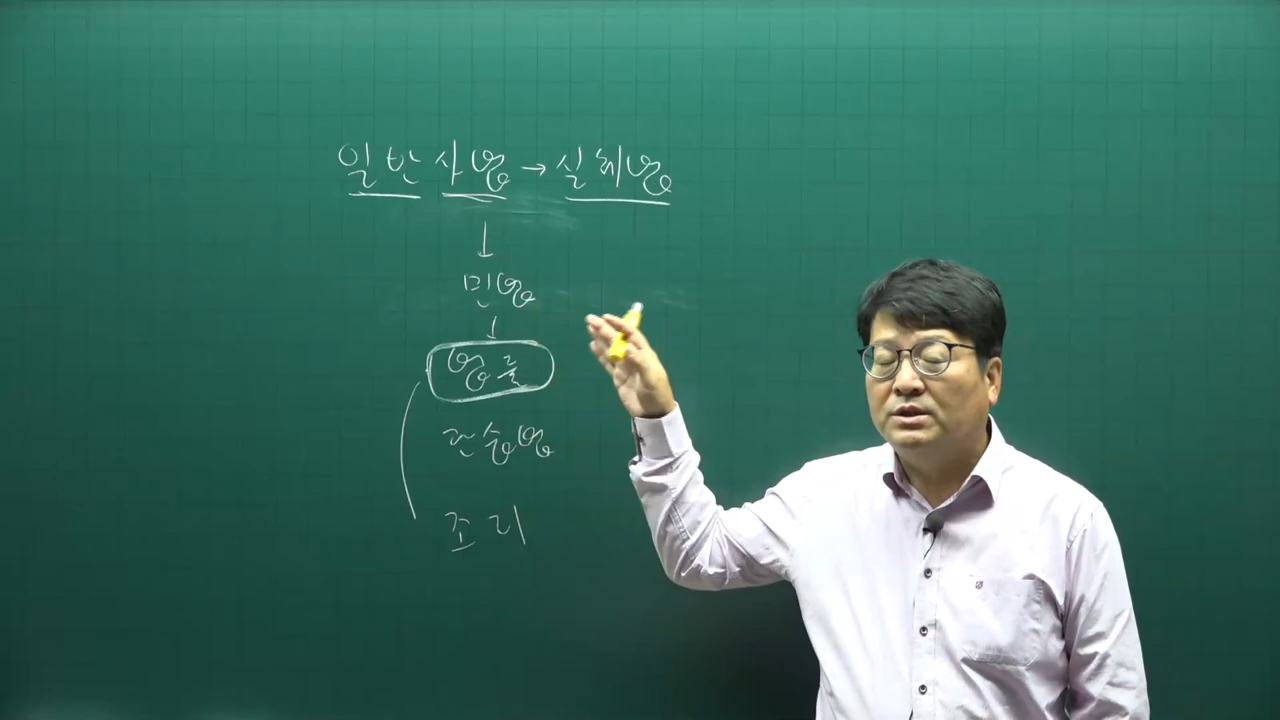 일반 사법 → 실체법
↓
민법
↓
법률
관습법
조리